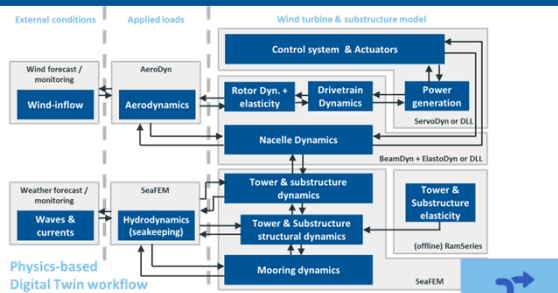 External conditions
Applied loads
Wind turbine & substructure model
Control system & Actuators
Wind forecast /
monitoring
Wind-inflow
AeroDyn
Aerodynamics
Rotor Dyn. +
elasticity
Drivetrain
Dynamics
Power
generation
ServoDyn or DLL
Nacelle Dynamics
BeamDyn + ElastoDyn or DLL
Weather forecast /
monitoring
Waves &
currents
SeaFEM
Hydrodynamics
(seakeeping)
Tower & substructure
dynamics
Tower & Substructure
structural dynamics
Mooring dynamics
Tower &
Substructure
elasticity
(offline) RamSeries
SeaFEM
Physics-based
Digital Twin workflow